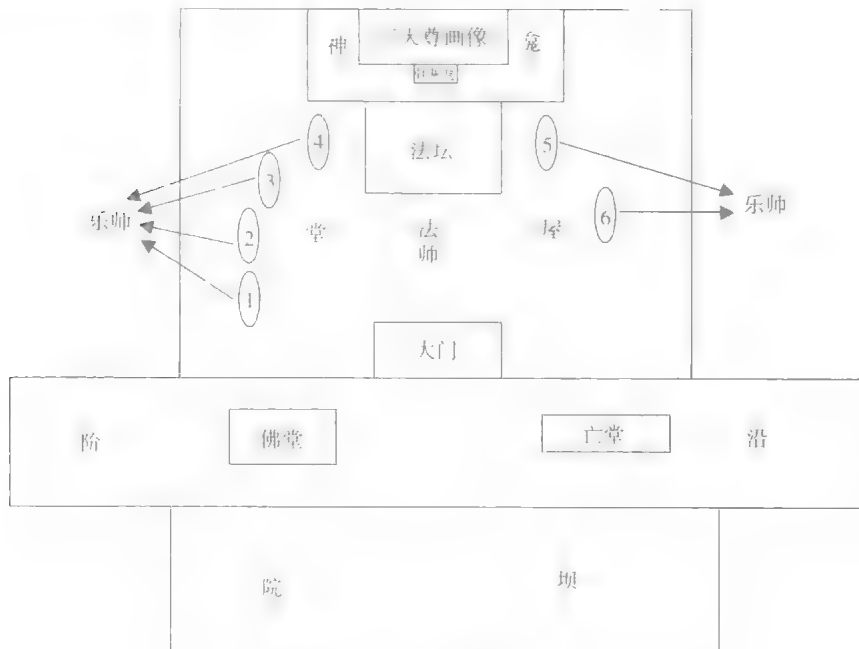 神 天尊画像 龛
④ 法坛 ⑤
③
乐师 ② 堂 法师 屋 ⑥ 乐师
①
大门
阶 佛堂 亡堂 沿
院 坝